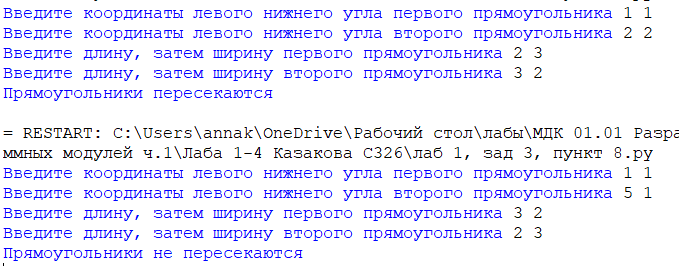 Введите координаты левого нижнего угла первого прямоугольника 1 1
Введите координаты левого нижнего угла второго прямоугольника 2 2
Введите длину, затем ширину первого прямоугольника 2 3
Введите длину, затем ширину второго прямоугольника 3 2
Прямоугольники пересекаются
= RESTART: C:\Users\annak\OneDrive\Рабочий стол\лабы\МДК 01.01 Разра
ммных модулей ч.1\Лаба 1-4 Казакова С326\лаб 1, зад 3, пункт 8.py
Введите координаты левого нижнего угла первого прямоугольника 1 1
Введите координаты левого нижнего угла второго прямоугольника 5 1
Введите длину, затем ширину первого прямоугольника 3 2
Введите длину, затем ширину второго прямоугольника 2 3
Прямоугольники не пересекаются